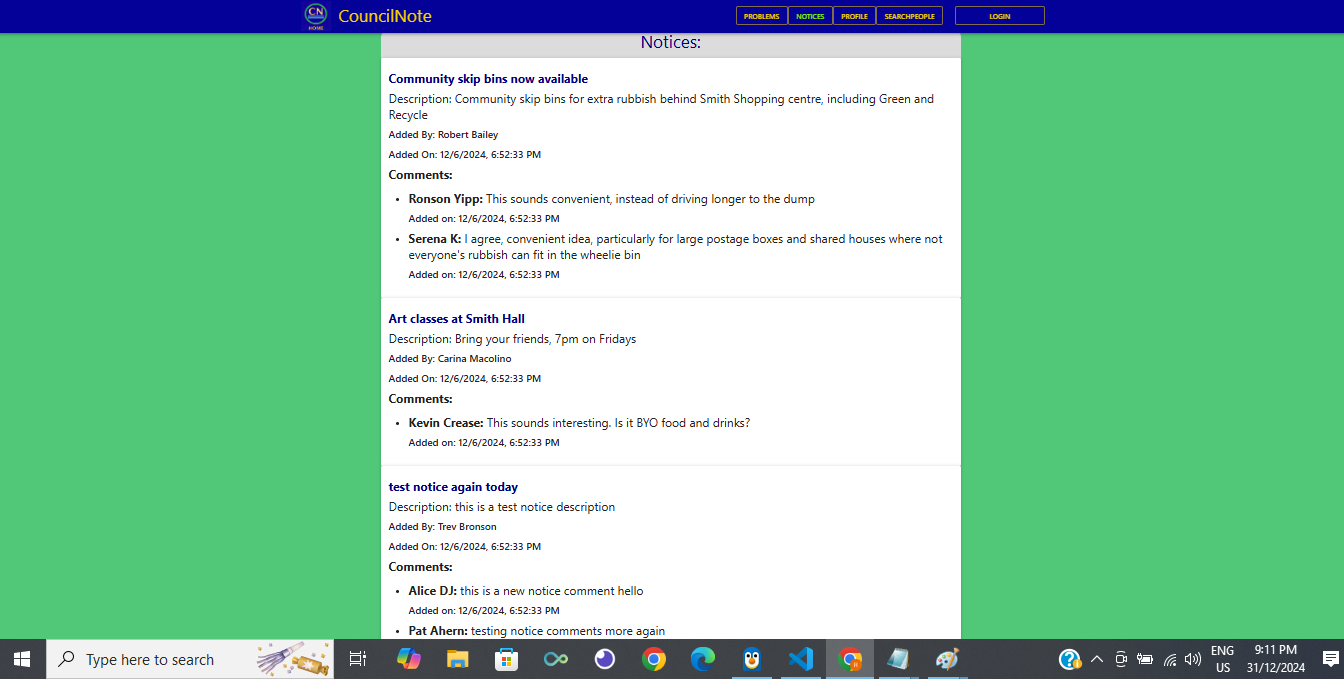 CN
HOME
CouncilNote
PROBLEMS
NOTICES
PROFILE
SEARCHPEOPLE
LOGIN
Notices:
Community skip bins now available
Description: Community skip bins for extra rubbish behind Smith Shopping centre, including Green and
Recycle
Added By: Robert Bailey
Added On: 12/6/2024, 6:52:33 PM
Comments:
• Ronson Yipp: This sounds convenient, instead of driving longer to the dump
Added on: 12/6/2024, 6:52:33 PM
• Serena K: I agree, convenient idea, particularly for large postage boxes and shared houses where not
everyone's rubbish can fit in the wheelie bin
Added on: 12/6/2024, 6:52:33 PM
Art classes at Smith Hall
Description: Bring your friends, 7pm on Fridays
Added By: Carina Macolino
Added On: 12/6/2024, 6:52:33 PM
Comments:
• Kevin Crease: This sounds interesting. Is it BYO food and drinks?
Added on: 12/6/2024, 6:52:33 PM
test notice again today
Description: this is a test notice description
Added By: Trev Bronson
Added On: 12/6/2024, 6:52:33 PM
Comments:
• Alice DJ: this is a new notice comment hello
Added on: 12/6/2024, 6:52:33 PM
• Pat Ahern: testing notice comments more again
Type here to search
ENG
US
9:11 PM
31/12/2024